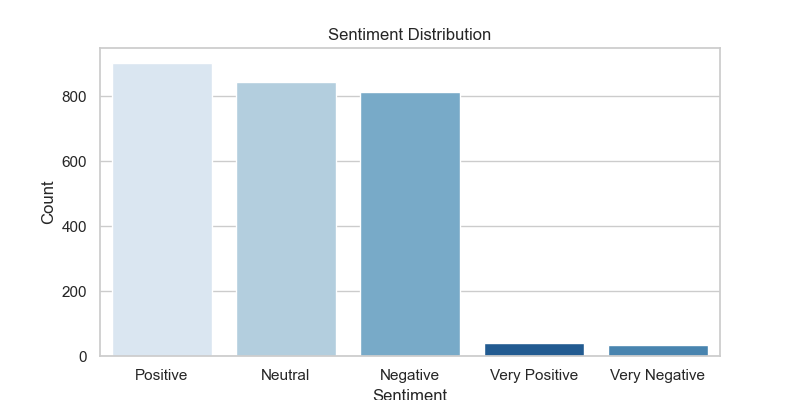 Sentiment Distribution
Count
800
600
400
200
0
Positive
Neutral
Negative
Very Positive
Very Negative
Sentiment